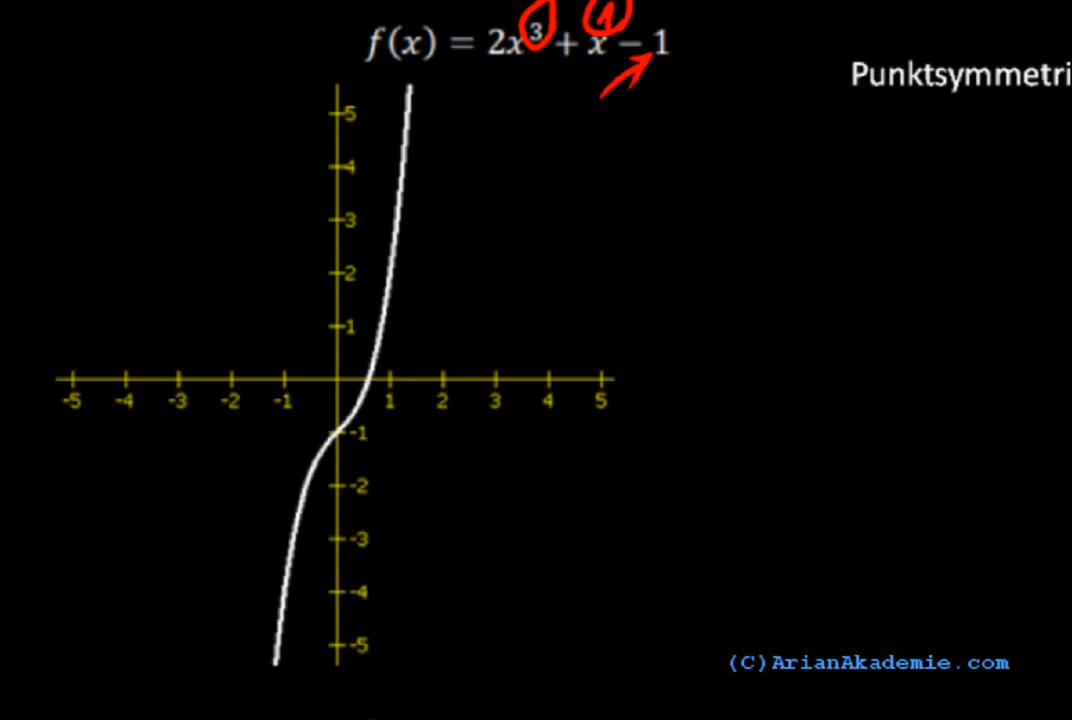 f(x) = 2x³ + x¹ − 1
Punktsymmetri
5
4
3
2
1
-5 -4 -3 -2 -1 1 2 3 4 5
-1
-2
-3
-4
-5
(C)ArianAkademie.com